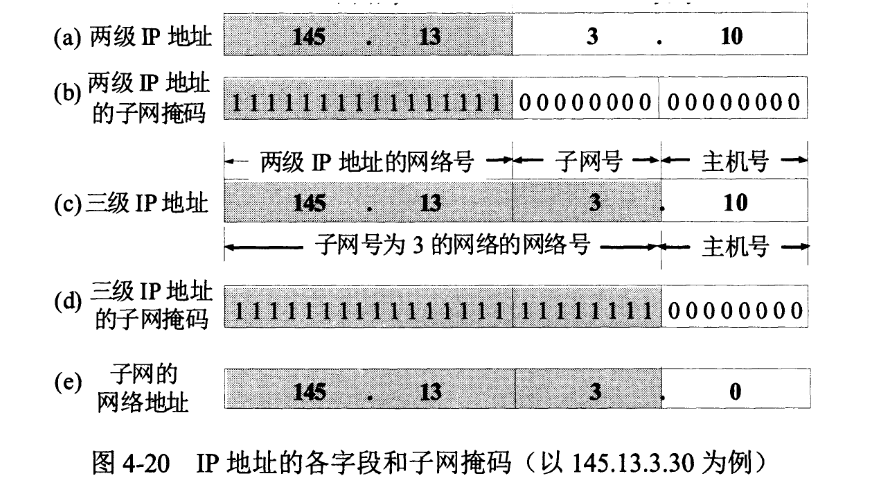 (a) 两级 IP 地址 145 . 13 3 . 10
(b) 两级 IP 地址
的子网掩码 1111111111111111 00000000 00000000
两级 IP 地址的网络号 子网号 主机号
(c) 三级 IP 地址 145 . 13 . 3 . 10
子网号为 3 的网络的网络号 主机号
(d) 三级 IP 地址
的子网掩码 1111111111111111 11111111 00000000
(e) 子网的
网络地址 145 . 13 . 3 . 0
图 4-20 IP 地址的各字段和子网掩码（以 145.13.3.30 为例）